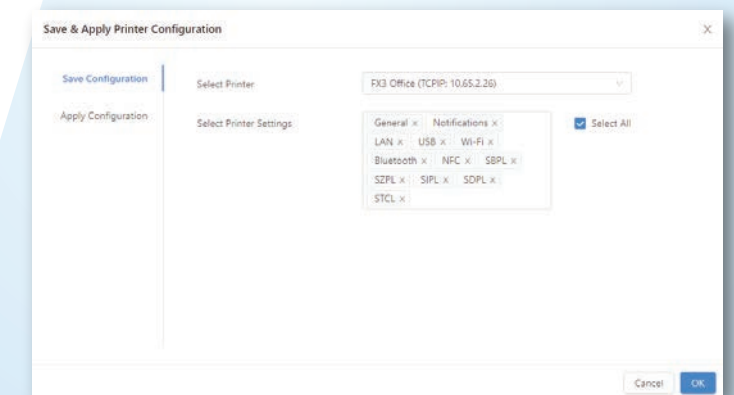 Save & Apply Printer Configuration X
Save Configuration
Select Printer
FX3 Office (TCPIP: 10.65.2.26)
Apply Configuration
Select Printer Settings
General × Notifications ×
Select All
LAN × USB × Wi-Fi ×
Bluetooth × NFC × SBPL ×
SZPL × SIPL × SDPL ×
STCL ×
Cancel OK